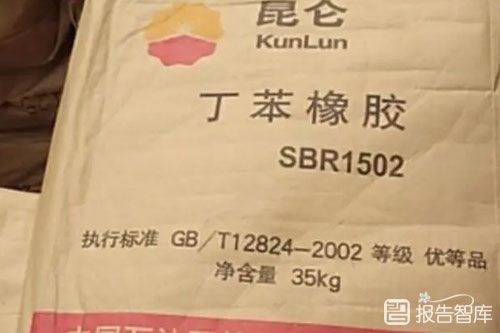 昆仑
KunLun
丁苯橡胶
SBR1502
执行标准 GB/T12824-2002 等级 优等品
净含量 35kg
报告智库